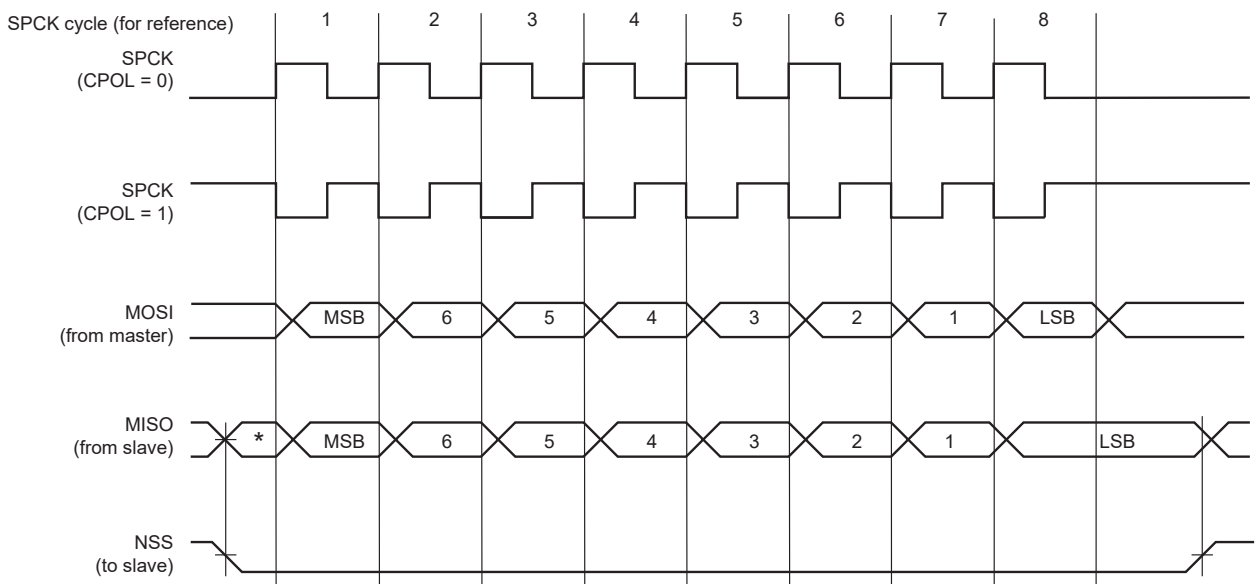 SPCK cycle (for reference)
1 2 3 4 5 6 7 8
SPCK
(CPOL = 0)
SPCK
(CPOL = 1)
MOSI
(from master)
MSB 6 5 4 3 2 1 LSB
MISO
(from slave)
* MSB 6 5 4 3 2 1 LSB
NSS
(to slave)